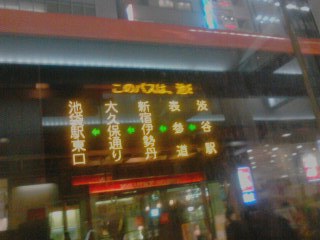 このバスは、渋
渋谷駅
表参道
新宿伊勢丹
大久保通り
池袋駅東口